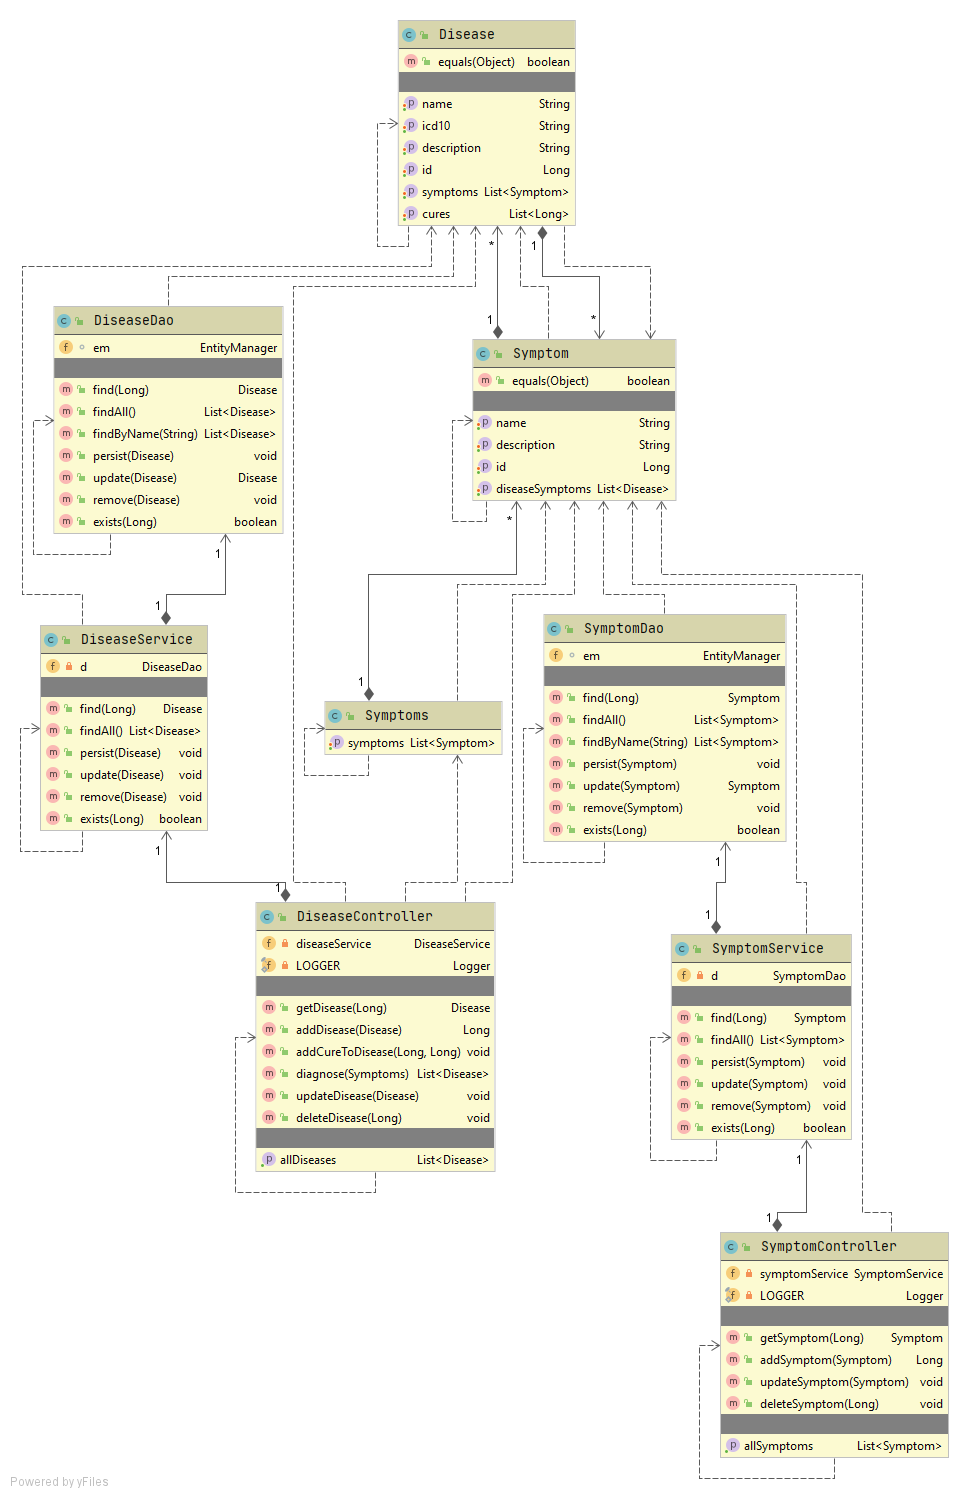 Disease
equals(Object) boolean
name String
icd10 String
description String
id Long
symptoms List<Symptom>
cures List<Long>
* 1
DiseaseDao
em EntityManager
find(Long) Disease
findAll() List<Disease>
findByName(String) List<Disease>
persist(Disease) void
update(Disease) Disease
remove(Disease) void
exists(Long) boolean
1 *
Symptom
equals(Object) boolean
name String
description String
id Long
diseaseSymptoms List<Disease>
*
1
1
DiseaseService
d DiseaseDao
find(Long) Disease
findAll() List<Disease>
persist(Disease) void
update(Disease) void
remove(Disease) void
exists(Long) boolean
1
1
Symptoms
symptoms List<Symptom>
SymptomDao
em EntityManager
find(Long) Symptom
findAll() List<Symptom>
findByName(String) List<Symptom>
persist(Symptom) void
update(Symptom) Symptom
remove(Symptom) void
exists(Long) boolean
1
1
1
DiseaseController
diseaseService DiseaseService
LOGGER Logger
getDisease(Long) Disease
addDisease(Disease) Long
addCureToDisease(Long, Long) void
diagnose(Symptoms) List<Disease>
updateDisease(Disease) void
deleteDisease(Long) void
allDiseases List<Disease>
SymptomService
d SymptomDao
find(Long) Symptom
findAll() List<Symptom>
persist(Symptom) void
update(Symptom) void
remove(Symptom) void
exists(Long) boolean
1
1
SymptomController
symptomService SymptomService
LOGGER Logger
getSymptom(Long) Symptom
addSymptom(Symptom) Long
updateSymptom(Symptom) void
deleteSymptom(Long) void
allSymptoms List<Symptom>
Powered by yFiles